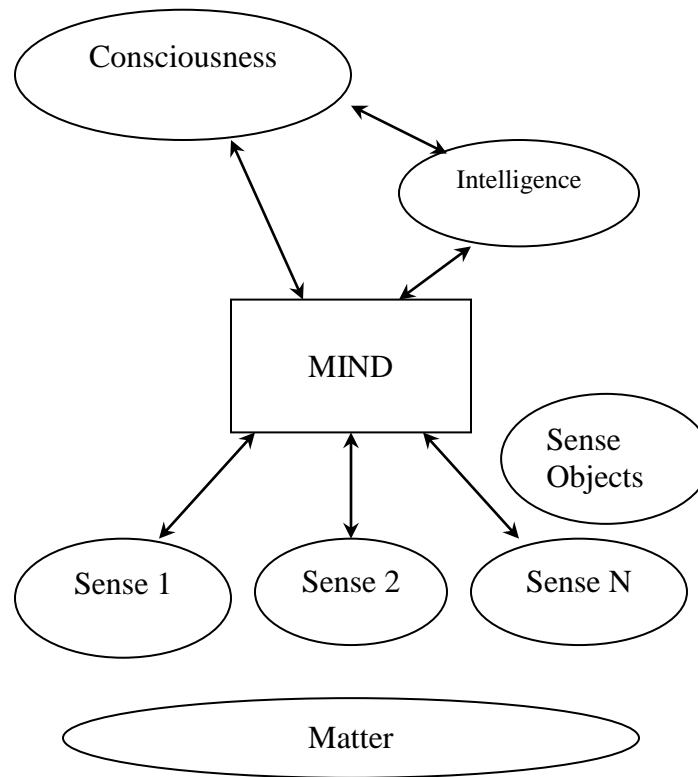 Consciousness
Intelligence
MIND
Sense
Objects
Sense 1
Sense 2
Sense N
Matter